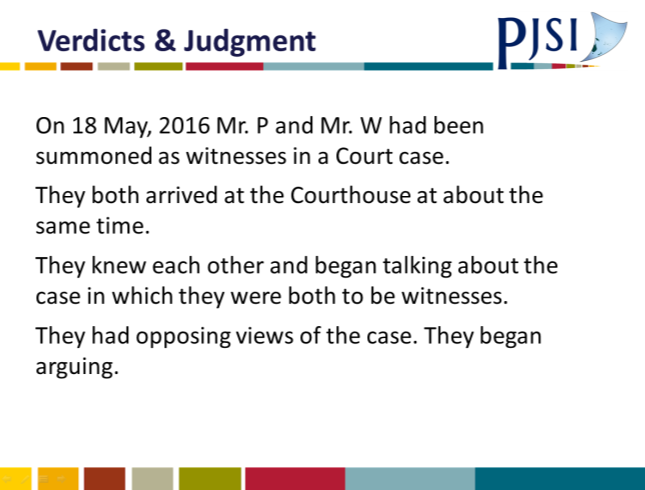 Verdicts & Judgment
PJSI
On 18 May, 2016 Mr. P and Mr. W had been
summoned as witnesses in a Court case.
They both arrived at the Courthouse at about the
same time.
They knew each other and began talking about the
case in which they were both to be witnesses.
They had opposing views of the case. They began
arguing.